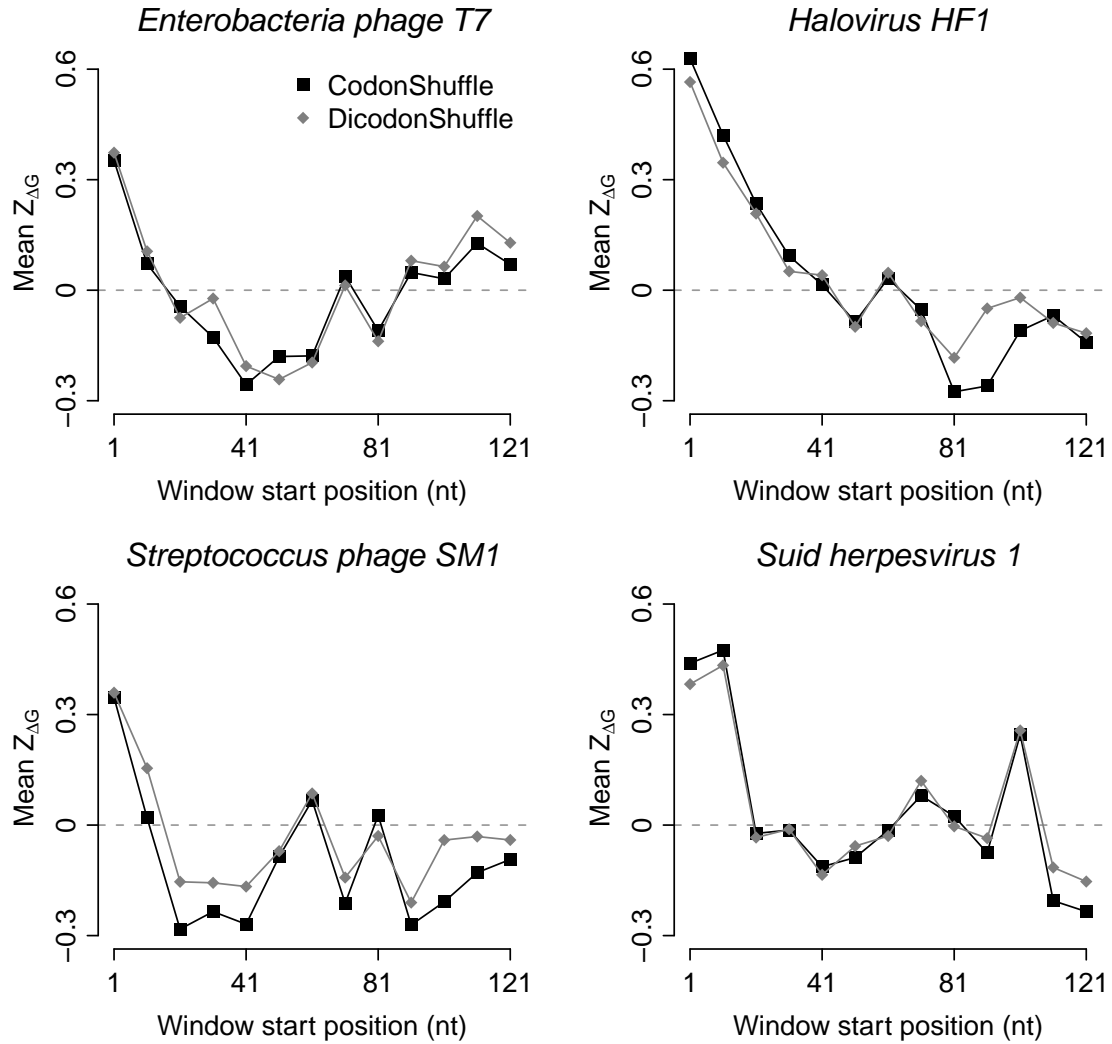 Enterobacteria phage T7
CodonShuffle
DicodonShuffle
Mean Z_ΔG
0.6
0.3
0
−0.3
1
41
81
121
Window start position (nt)
Halovirus HF1
Mean Z_ΔG
0.6
0.3
0
−0.3
1
41
81
121
Window start position (nt)
Streptococcus phage SM1
Mean Z_ΔG
0.6
0.3
0
−0.3
1
41
81
121
Window start position (nt)
Suid herpesvirus 1
Mean Z_ΔG
0.6
0.3
0
−0.3
1
41
81
121
Window start position (nt)